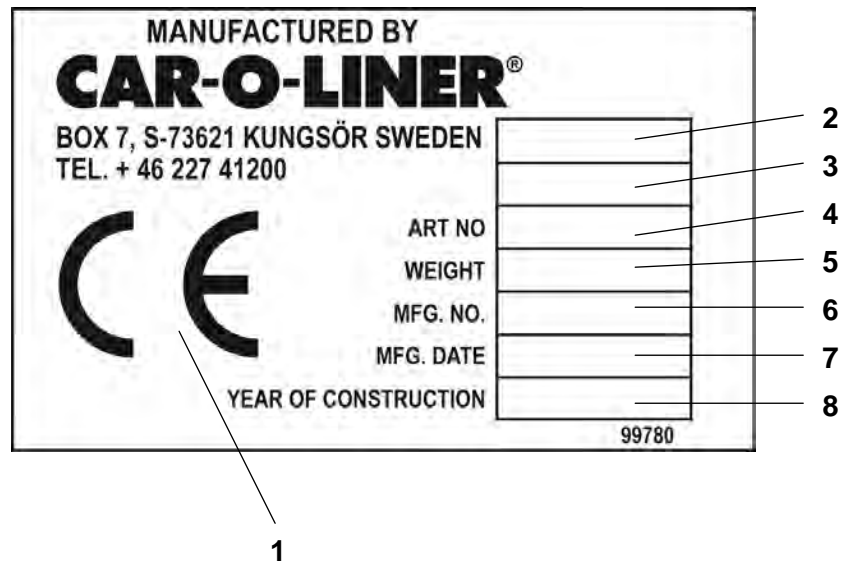 MANUFACTURED BY
CAR-O-LINER®
BOX 7, S-73621 KUNGSÖR SWEDEN
TEL. + 46 227 41200
CE
2
3
ART NO
4
WEIGHT
5
MFG. NO.
6
MFG. DATE
7
YEAR OF CONSTRUCTION
8
99780
1